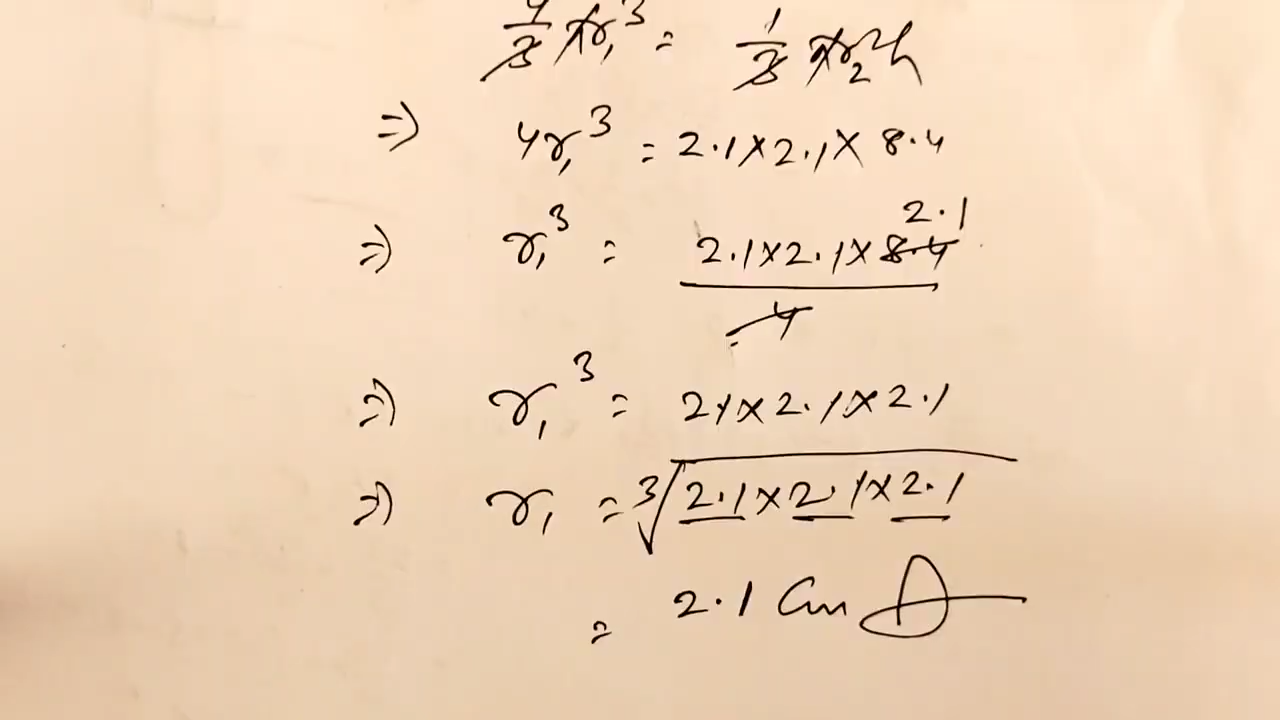 4/3 πr₁³ = 1/3 πr₂²h
⇒ 4r₁³ = 2.1×2.1×8.4
2.1
⇒ r₁³ = 2.1×2.1×8.4
4
⇒ r₁³ = 2.1×2.1×2.1
⇒ r₁ = ³√2.1×2.1×2.1
= 2.1 Cm